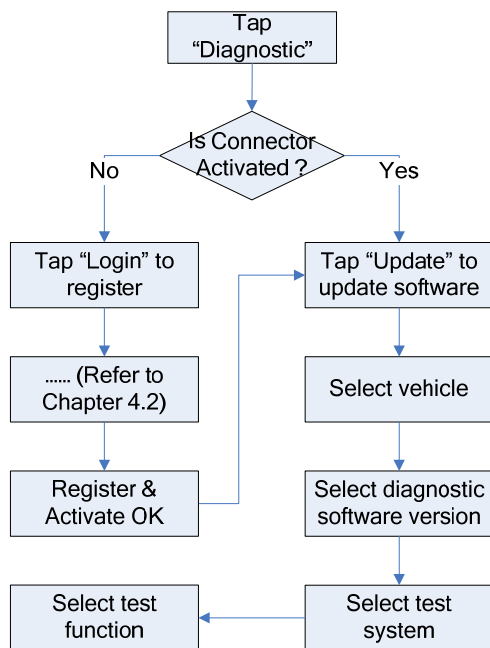 Tap
“Diagnostic”
Is Connector
Activated ?
No
Yes
Tap “Login” to
register
Tap “Update” to
update software
...... (Refer to
Chapter 4.2)
Select vehicle
Register &
Activate OK
Select diagnostic
software version
Select test
function
Select test
system